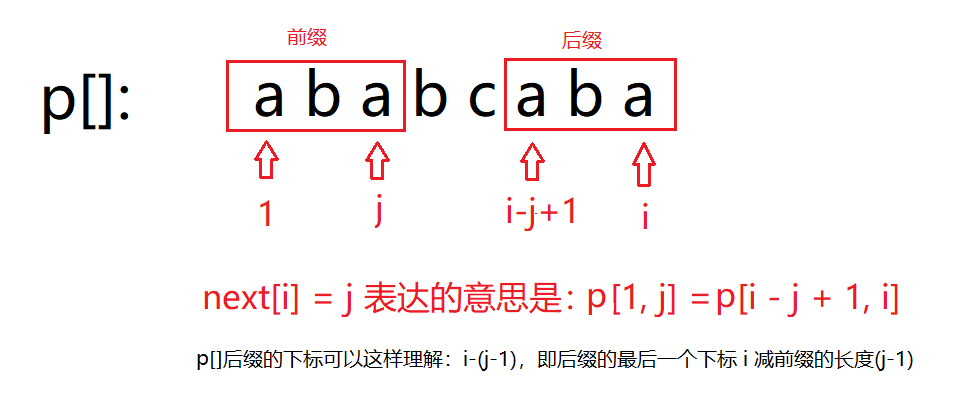 前缀 后缀
p[]: a b a b c a b a
1 j i-j+1 i
next[i] = j 表达的意思是：p[1, j] =p[i - j + 1, i]
p[]后缀的下标可以这样理解：i-(j-1)，即后缀的最后一个下标 i 减前缀的长度(j-1)